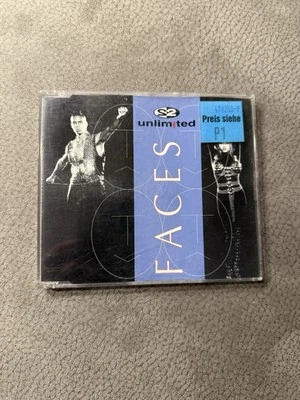 2
unlimited
Preis siehe
P1
FACES